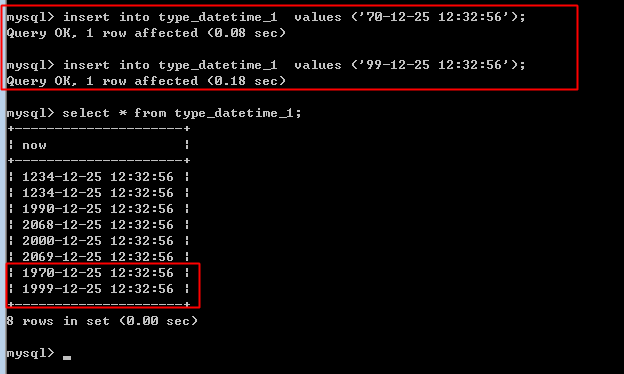 mysql> insert into type_datetime_1  values ('70-12-25 12:32:56');
Query OK, 1 row affected (0.08 sec)
mysql> insert into type_datetime_1  values ('99-12-25 12:32:56');
Query OK, 1 row affected (0.18 sec)
mysql> select * from type_datetime_1;
+---------------------+
| now                 |
+---------------------+
| 1234-12-25 12:32:56 |
| 1234-12-25 12:32:56 |
| 1990-12-25 12:32:56 |
| 2068-12-25 12:32:56 |
| 2000-12-25 12:32:56 |
| 2069-12-25 12:32:56 |
| 1970-12-25 12:32:56 |
| 1999-12-25 12:32:56 |
+---------------------+
8 rows in set (0.00 sec)
mysql> _